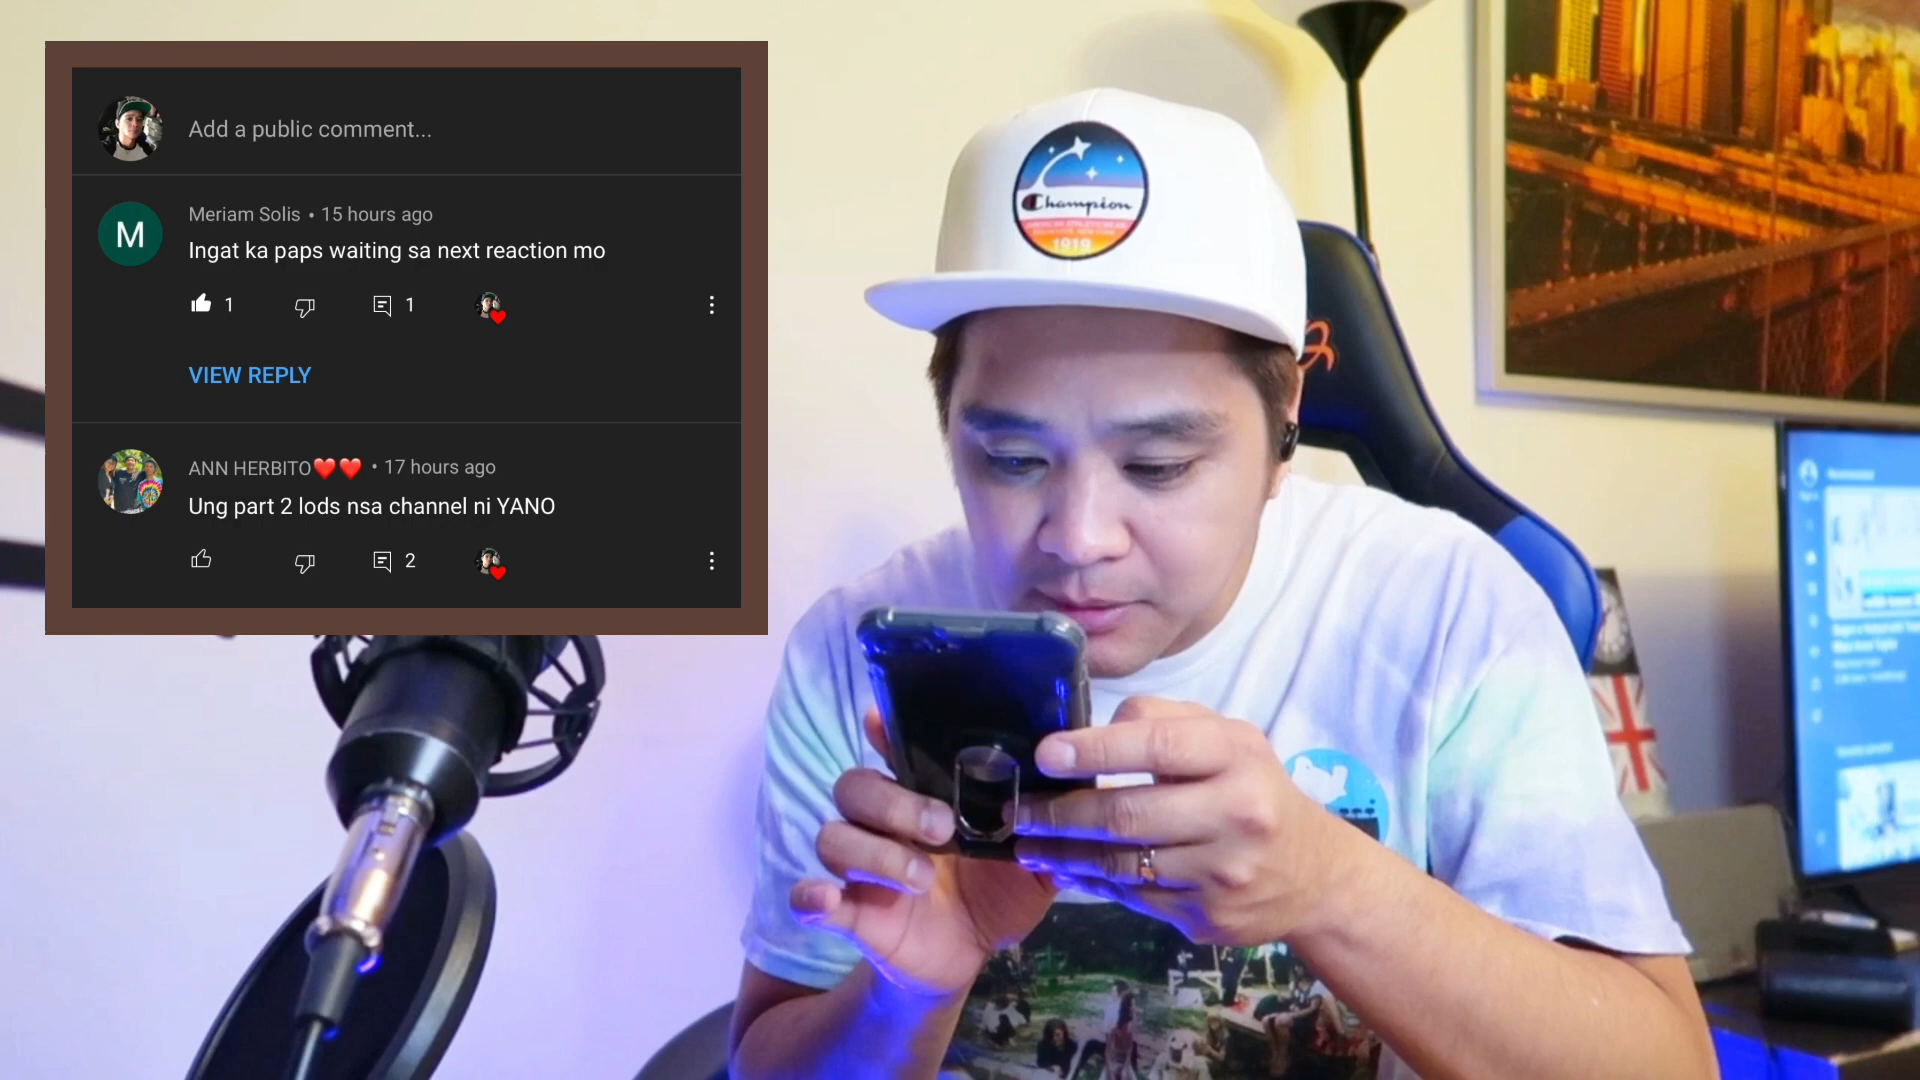 Add a public comment...
M
Meriam Solis • 15 hours ago
Ingat ka paps waiting sa next reaction mo
1
1
VIEW REPLY
ANN HERBITO❤️❤️ • 17 hours ago
Ung part 2 lods nsa channel ni YANO
2
Champion
1919